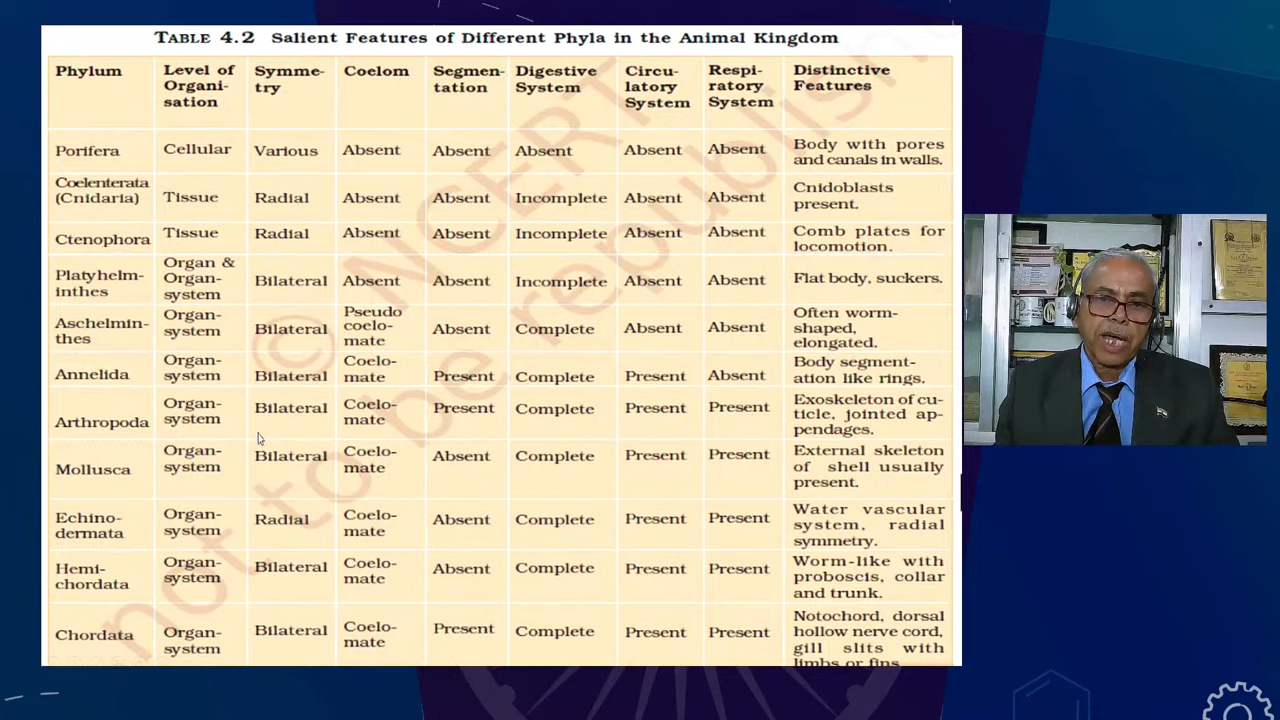 TABLE 4.2 Salient Features of Different Phyla in the Animal Kingdom
Phylum
Level of
Organi-
sation
Symme-
try
Coelom
Segmen-
tation
Digestive
System
Circu-
latory
System
Respi-
ratory
System
Distinctive
Features
Porifera
Cellular
Various
Absent
Absent
Absent
Absent
Absent
Body with pores
and canals in walls.
Coelenterata
(Cnidaria)
Tissue
Radial
Absent
Absent
Incomplete
Absent
Absent
Cnidoblasts
present.
Ctenophora
Tissue
Radial
Absent
Absent
Incomplete
Absent
Absent
Comb plates for
locomotion.
Platyhelm-
inthes
Organ &
Organ-
system
Bilateral
Absent
Absent
Incomplete
Absent
Absent
Flat body, suckers.
Aschelmin-
thes
Organ-
system
Bilateral
Pseudo
coelo-
mate
Absent
Complete
Absent
Absent
Often worm-
shaped,
elongated.
Annelida
Organ-
system
Bilateral
Coelo-
mate
Present
Complete
Present
Absent
Body segment-
ation like rings.
Arthropoda
Organ-
system
Bilateral
Coelo-
mate
Present
Complete
Present
Present
Exoskeleton of cu-
ticle, jointed ap-
pendages.
Mollusca
Organ-
system
Bilateral
Coelo-
mate
Absent
Complete
Present
Present
External skeleton
of shell usually
present.
Echino-
dermata
Organ-
system
Radial
Coelo-
mate
Absent
Complete
Present
Present
Water vascular
system, radial
symmetry.
Hemi-
chordata
Organ-
system
Bilateral
Coelo-
mate
Absent
Complete
Present
Present
Worm-like with
proboscis, collar
and trunk.
Chordata
Organ-
system
Bilateral
Coelo-
mate
Present
Complete
Present
Present
Notochord, dorsal
hollow nerve cord,
gill slits with
limbs or fins
© NCERT
not to be republish